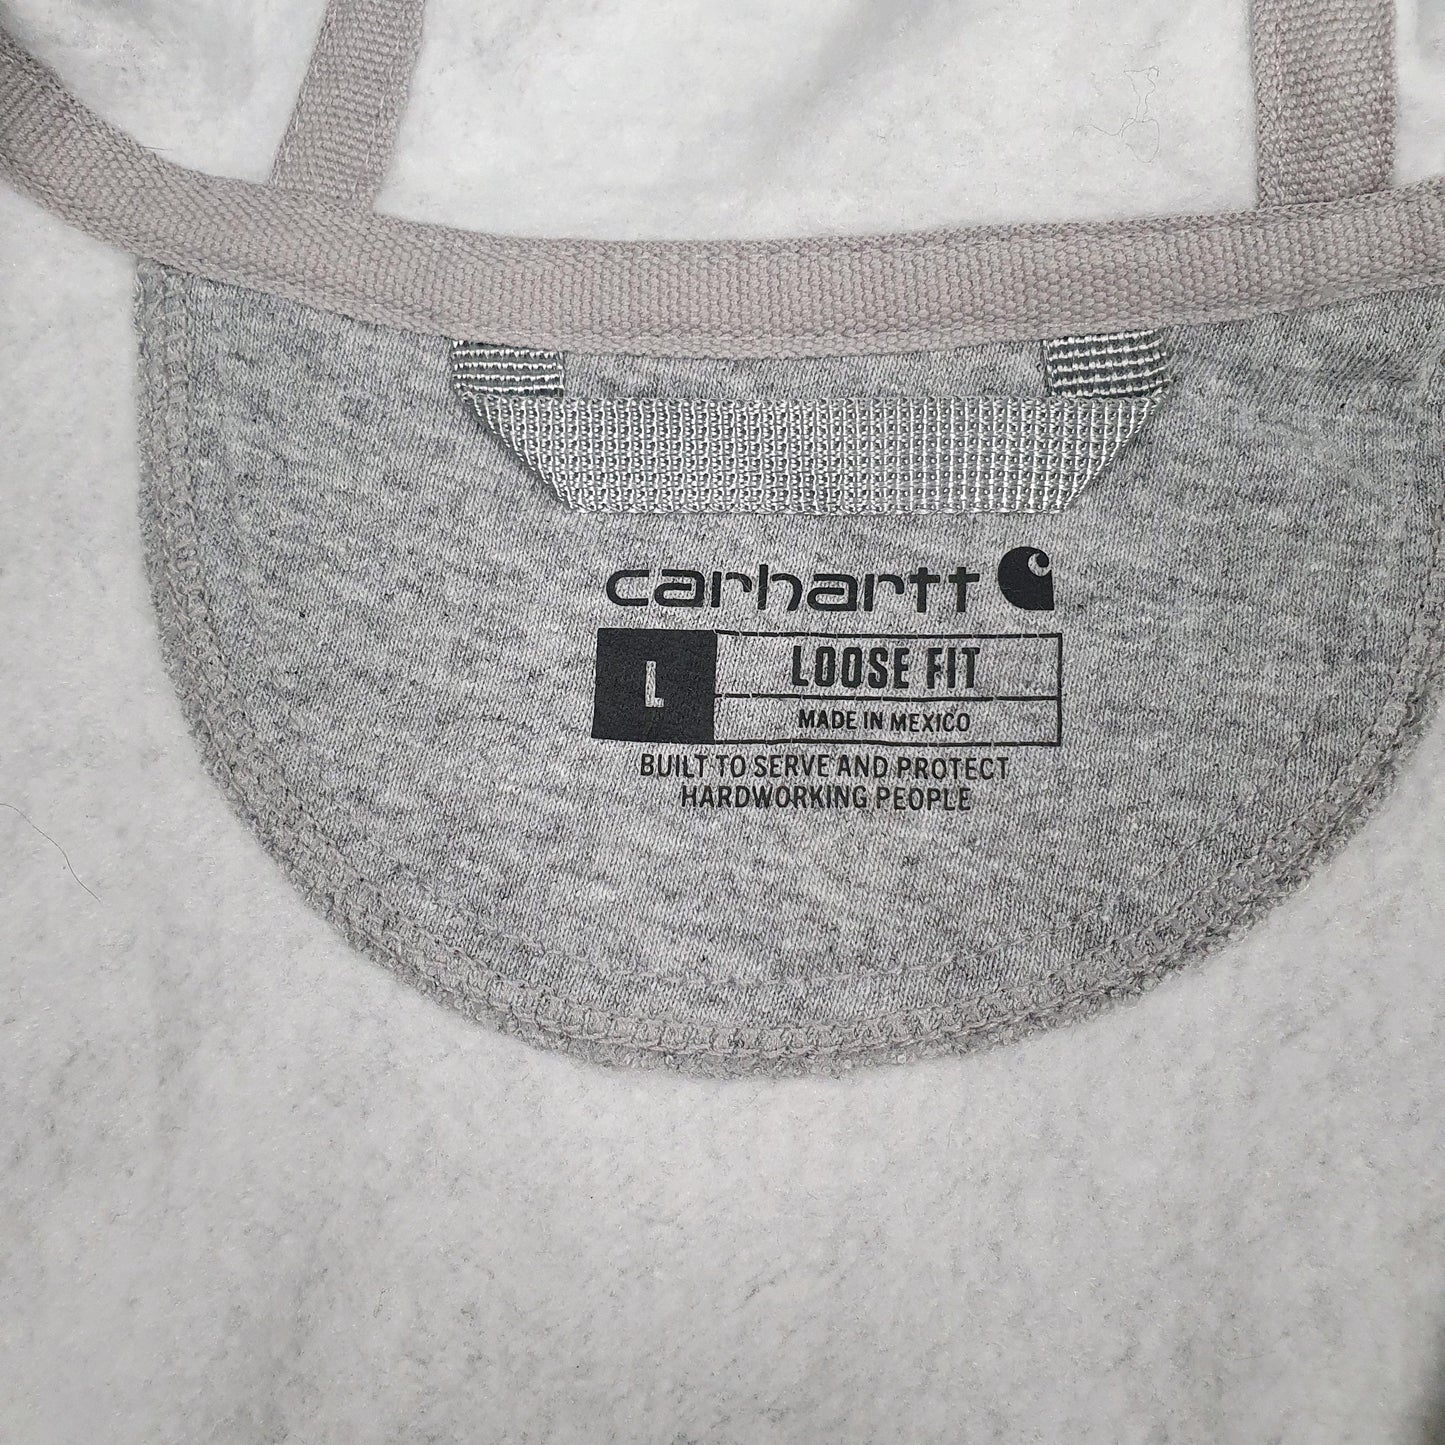 carhartt
L
LOOSE FIT
MADE IN MEXICO
BUILT TO SERVE AND PROTECT
HARDWORKING PEOPLE